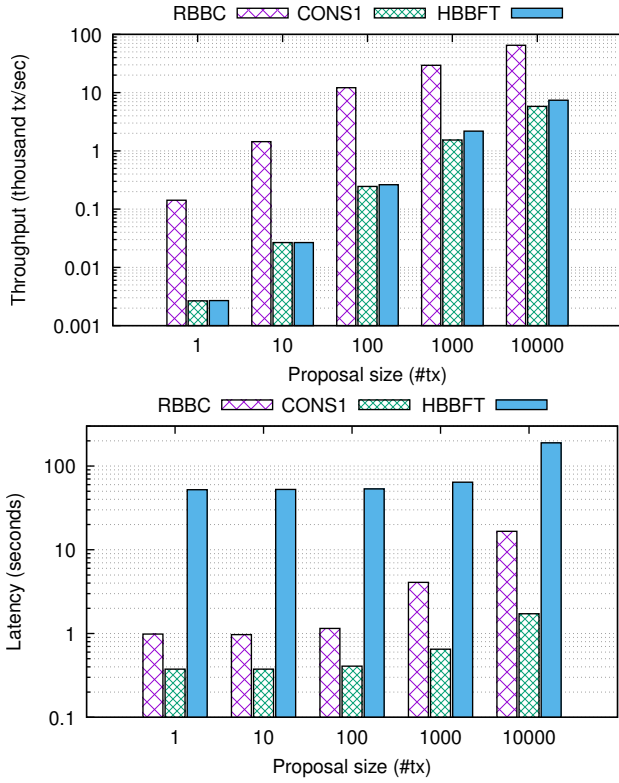 RBBC CONS1 HBBFT
100
10
1
0.1
0.01
0.001
Throughput (thousand tx/sec)
1 10 100 1000 10000
Proposal size (#tx)
RBBC CONS1 HBBFT
100
10
1
0.1
Latency (seconds)
1 10 100 1000 10000
Proposal size (#tx)